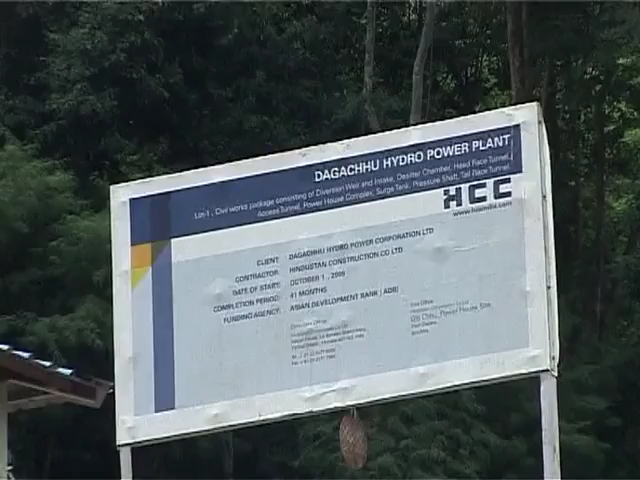 DAGACHHU HYDRO POWER PLANT
Lot-1, Civil works package consisting of Diversion Weir and Intake, Desilter Chamber, Head Race Tunnel,
Access Tunnel, Power House Complex, Surge Tank, Pressure Shaft, Tail Race Tunnel.
HCC
CLIENT: DAGACHHU HYDRO POWER CORPORATION LTD
CONTRACTOR: HINDUSTAN CONSTRUCTION CO LTD
DATE OF START: OCTOBER 1, 2009
COMPLETION PERIOD: 41 MONTHS
FUNDING AGENCY: ASIAN DEVELOPMENT BANK (ADB)
Power House Site,